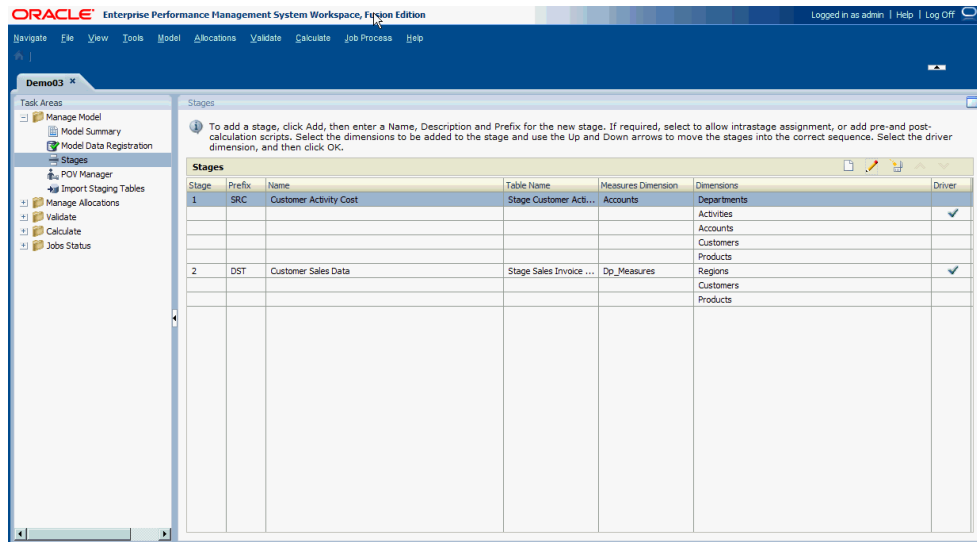 ORACLE Enterprise Performance Management System Workspace, Fusion Edition
Logged in as admin | Help | Log Off
Navigate File View Tools Model Allocations Validate Calculate Job Process Help
Demo03
Task Areas
Manage Model
Model Summary
Model Data Registration
Stages
POV Manager
Import Staging Tables
Manage Allocations
Validate
Calculate
Jobs Status
Stages
To add a stage, click Add, then enter a Name, Description and Prefix for the new stage. If required, select to allow intrastage assignment, or add pre-and post-
calculation scripts. Select the dimensions to be added to the stage and use the Up and Down arrows to move the stages into the correct sequence. Select the driver
dimension, and then click OK.
Stages
Stage Prefix Name Table Name Measures Dimension Dimensions Driver
1 SRC Customer Activity Cost Stage Customer Acti... Accounts Departments
Activities
Accounts
Customers
Products
2 DST Customer Sales Data Stage Sales Invoice ... Dp_Measures Regions
Customers
Products